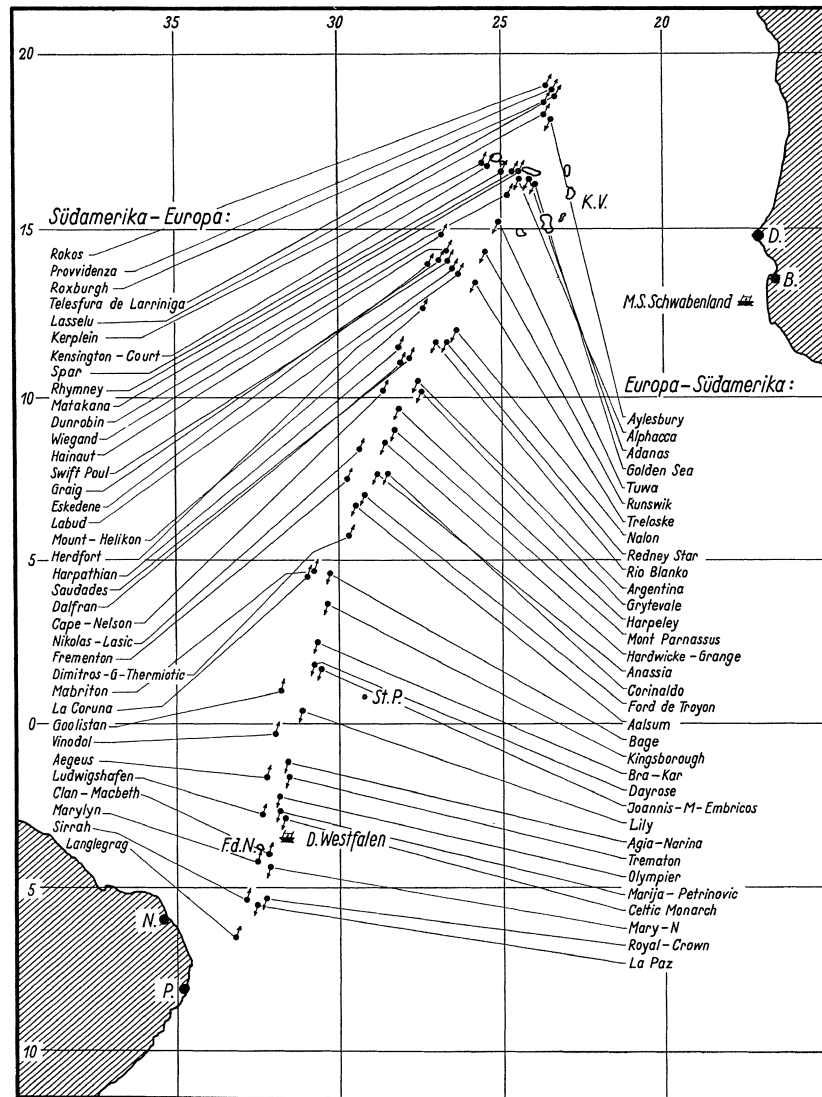 35
30
25
20
20
15
10
5
0
5
10
K.V.
D.
B.
M.S.Schwabenland
St.P.
F.d.N.
D.Westfalen
N.
P.
Südamerika-Europa:
Rokos
Provvidenza
Roxburgh
Telesfura de Larriniga
Lasselu
Kerplein
Kensington-Court
Spar
Rhymney
Matakana
Dunrobin
Wiegand
Hainaut
Swift Poul
Graig
Eskedene
Labud
Mount-Helikon
Herdfort
Harpathian
Saudades
Dalfran
Cape-Nelson
Nikolas-Lasic
Frementon
Dimitros-G-Thermiotic
Mabriton
La Coruna
Goolistan
Vinodol
Aegeus
Ludwigshafen
Clan-Macbeth
Marylyn
Sirrah
Langlegrag
Europa-Südamerika:
Aylesbury
Alphacca
Adanas
Golden Sea
Tuwa
Runswik
Treloske
Nalon
Redney Star
Rio Blanko
Argentina
Grytevale
Harpeley
Mont Parnassus
Hardwicke-Grange
Anassia
Corinaldo
Ford de Troyon
Aalsum
Bage
Kingsborough
Bra-Kar
Dayrose
Joannis-M-Embricos
Lily
Agia-Narina
Trematon
Olympier
Marija-Petrinovic
Celtic Monarch
Mary-N
Royal-Crown
La Paz